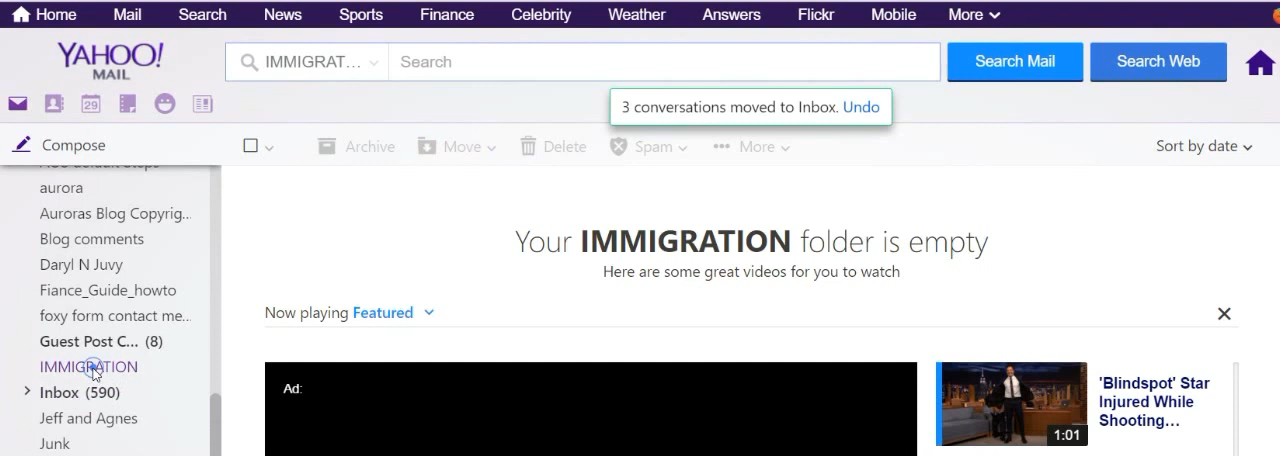 Home Mail Search News Sports Finance Celebrity Weather Answers Flickr Mobile More
YAHOO!
MAIL
IMMIGRAT... Search Search Mail Search Web
29
3 conversations moved to Inbox. Undo
Compose Archive Move Delete Spam More Sort by date
aurora
Auroras Blog Copyrig...
Blog comments
Daryl N Juvy
Fiance_Guide_howto
foxy form contact me...
Guest Post C... (8)
IMMIGRATION
Inbox (590)
Jeff and Agnes
Junk
Your IMMIGRATION folder is empty
Here are some great videos for you to watch
Now playing Featured
Ad:
1:01
'Blindspot' Star
Injured While
Shooting...